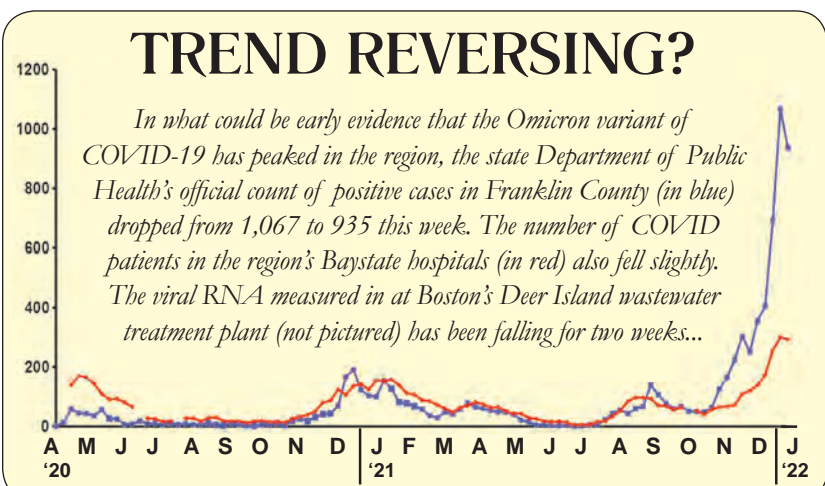 TREND REVERSING?
In what could be early evidence that the Omicron variant of
COVID-19 has peaked in the region, the state Department of Public
Health's official count of positive cases in Franklin County (in blue)
dropped from 1,067 to 935 this week. The number of COVID
patients in the region's Baystate hospitals (in red) also fell slightly.
The viral RNA measured in at Boston's Deer Island wastewater
treatment plant (not pictured) has been falling for two weeks...
1200
1000
800
600
400
200
0
A M J J A S O N D J F M A M J J A S O N D J
'20 '21 '22